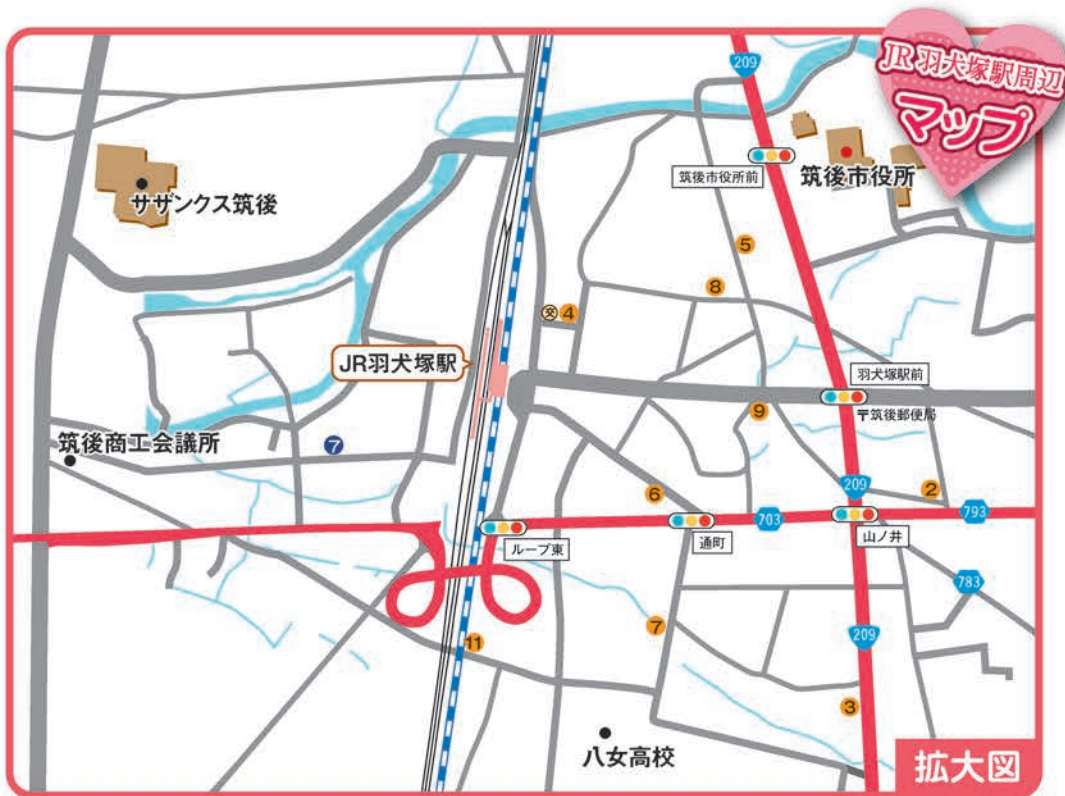 JR 羽犬塚駅周辺
マップ
209
筑後市役所前
筑後市役所
サザンクス筑後
5
8
文4
JR羽犬塚駅
羽犬塚駅前
〒筑後郵便局
9
筑後商工会議所
7
6
209
2
ループ東
通町
703
山ノ井
793
783
7
209
11
3
八女高校
拡大図